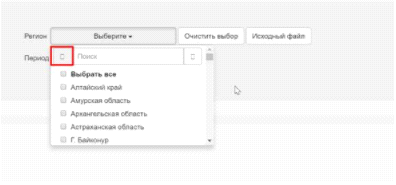 Регион Выберите Очистить выбор Исходный файл
Период Поиск
Выбрать все
Алтайский край
Амурская область
Архангельская область
Астраханская область
Г. Байконур